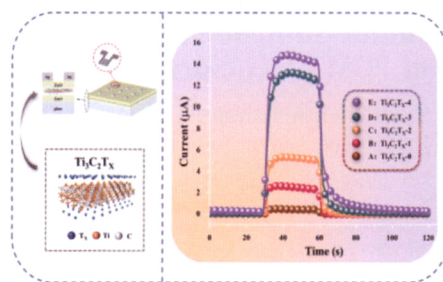 Ti₃C₂Tₓ
Tₓ Ti C
Current (μA)
16
14
12
10
8
6
4
2
0
E: Ti₃C₂Tₓ-4
D: Ti₃C₂Tₓ-3
C: Ti₃C₂Tₓ-2
B: Ti₃C₂Tₓ-1
A: Ti₃C₂Tₓ-0
0 20 40 60 80 100 120
Time (s)